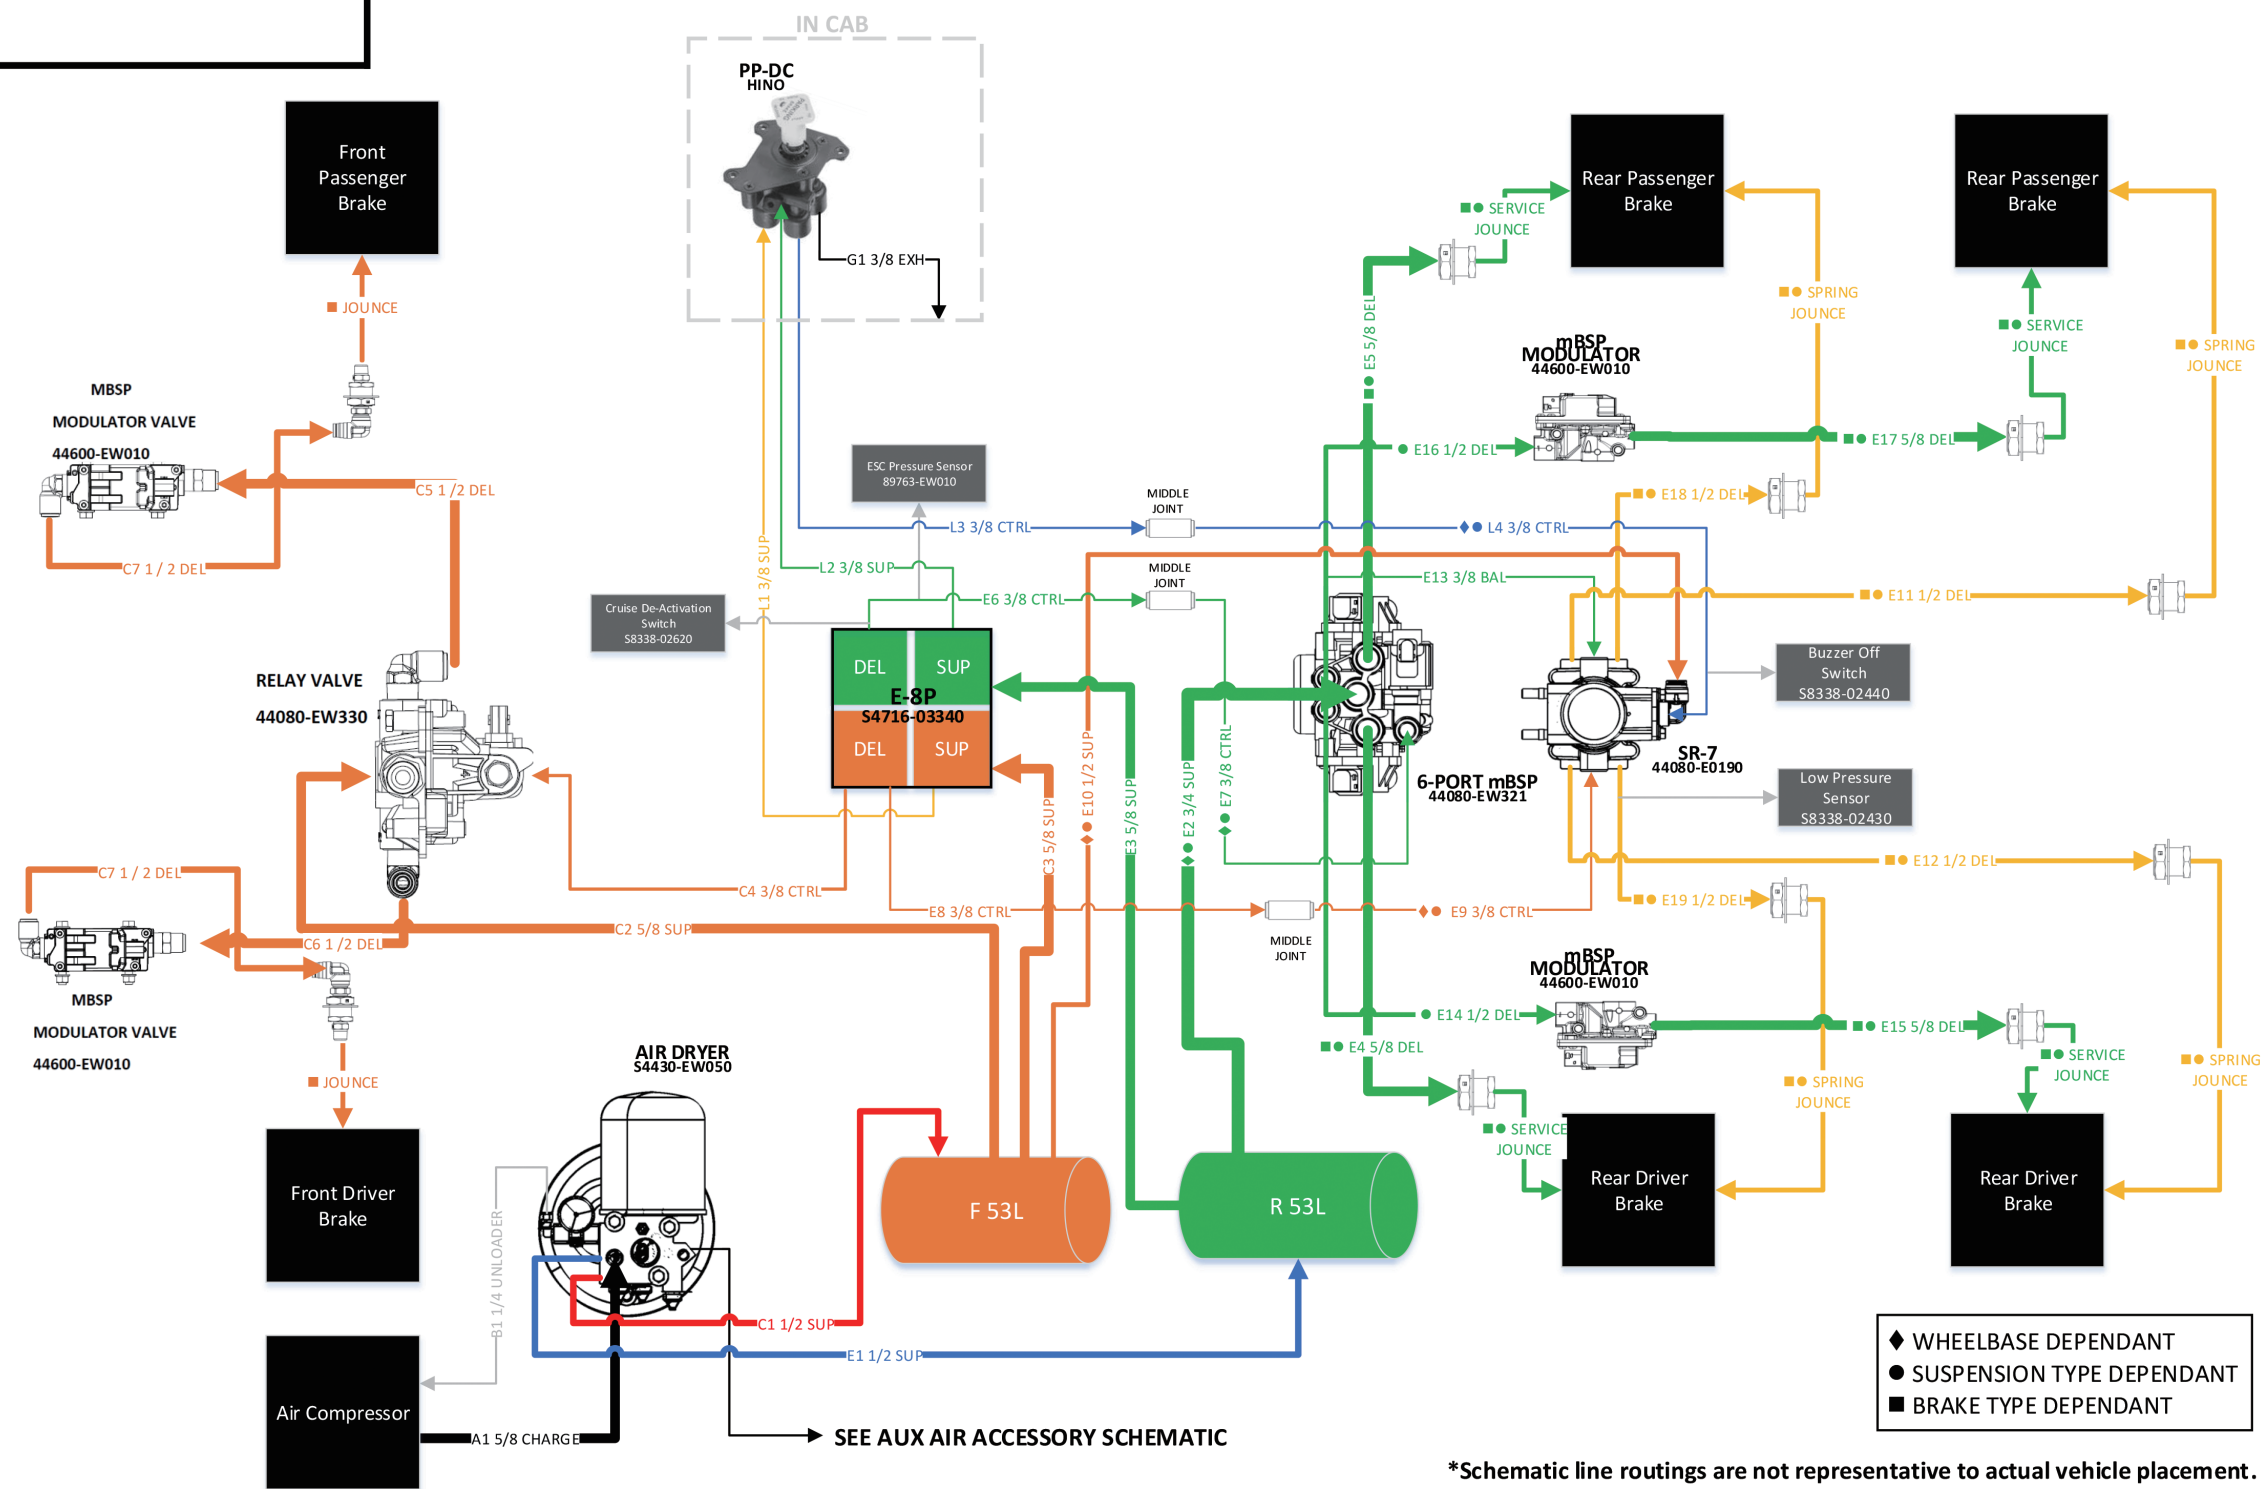 IN CAB
PP-DC
HINO
G1 3/8 EXH
Front
Passenger
Brake
■ JOUNCE
MBSP
MODULATOR VALVE
44600-EW010
C5 1 /2 DEL
C7 1 / 2 DEL
RELAY VALVE
44080-EW330
C7 1 / 2 DEL
C6 1 /2 DEL
MBSP
MODULATOR VALVE
44600-EW010
■ JOUNCE
Front Driver
Brake
Air Compressor
A1 5/8 CHARGE
B1 1/4 UNLOADER
AIR DRYER
S4430-EW050
C1 1/2 SUP
E1 1/2 SUP
SEE AUX AIR ACCESSORY SCHEMATIC
ESC Pressure Sensor
89763-EW010
Cruise De-Activation
Switch
S8338-02620
L1 3/8 SUP
L2 3/8 SUP
L3 3/8 CTRL
MIDDLE
JOINT
◆● L4 3/8 CTRL
E6 3/8 CTRL
MIDDLE
JOINT
DEL
SUP
E-8P
S4716-03340
DEL
SUP
C4 3/8 CTRL
E8 3/8 CTRL
MIDDLE
JOINT
◆● E9 3/8 CTRL
C2 5/8 SUP
C3 5/8 SUP
◆● E10 1/2 SUP
E3 5/8 SUP
◆● E2 3/4 SUP
◆● E7 3/8 CTRL
F 53L
R 53L
■● E5 5/8 DEL
■● SERVICE
JOUNCE
Rear Passenger
Brake
■● SPRING
JOUNCE
Rear Passenger
Brake
■● SERVICE
JOUNCE
■● SPRING
JOUNCE
mBSP
MODULATOR
44600-EW010
● E16 1/2 DEL
■● E17 5/8 DEL
■● E18 1/2 DEL
E13 3/8 BAL
■● E11 1/2 DEL
6-PORT mBSP
44080-EW321
SR-7
44080-E0190
Buzzer Off
Switch
S8338-02440
Low Pressure
Sensor
S8338-02430
■● E12 1/2 DEL
■● E19 1/2 DEL
mBSP
MODULATOR
44600-EW010
● E14 1/2 DEL
■● E15 5/8 DEL
■● E4 5/8 DEL
■● SERVICE
JOUNCE
Rear Driver
Brake
■● SPRING
JOUNCE
■● SERVICE
JOUNCE
■● SPRING
JOUNCE
Rear Driver
Brake
◆ WHEELBASE DEPENDANT
● SUSPENSION TYPE DEPENDANT
■ BRAKE TYPE DEPENDANT
*Schematic line routings are not representative to actual vehicle placement.